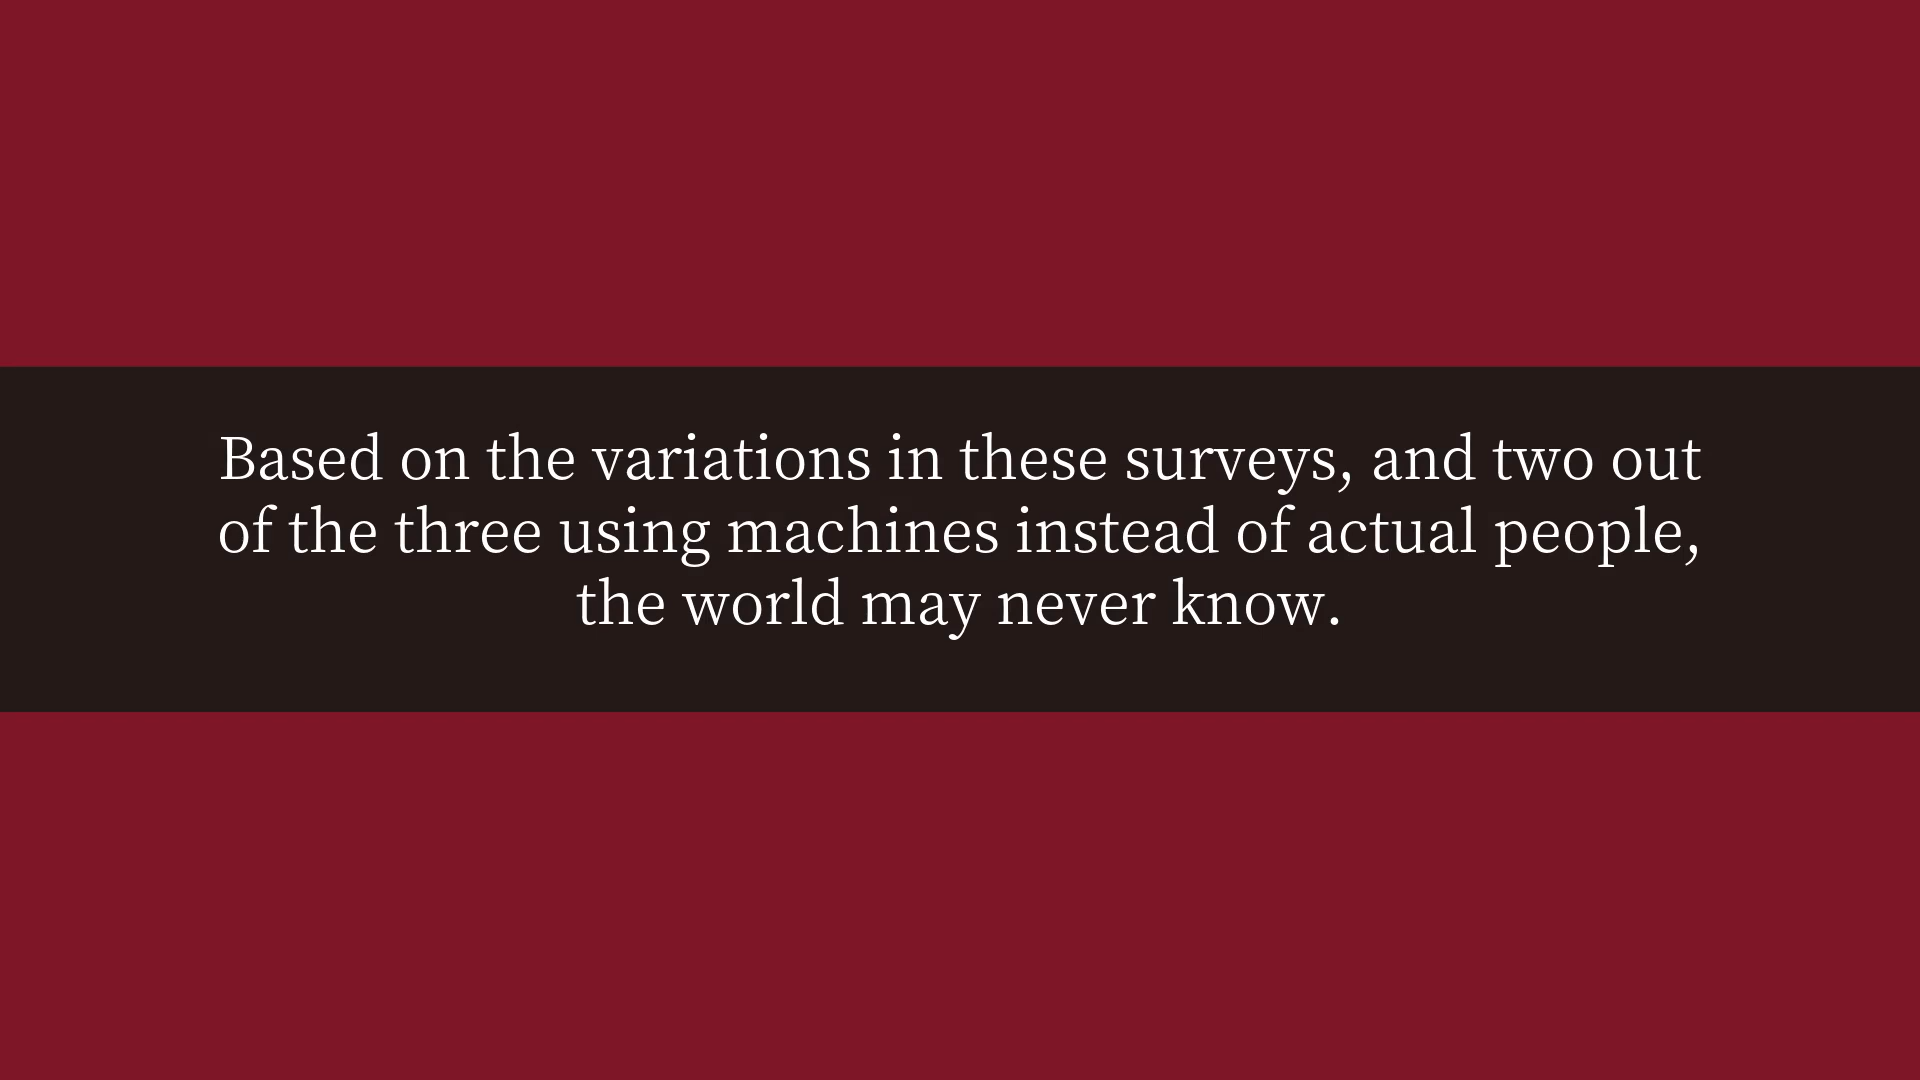 Based on the variations in these surveys, and two out
of the three using machines instead of actual people,
the world may never know.